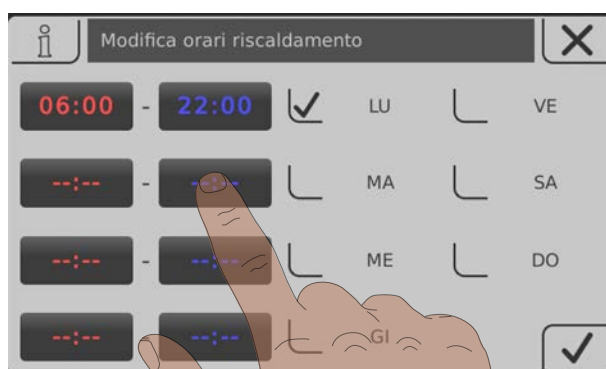 i Modifica orari riscaldamento
06:00 - 22:00 LU VE
--:-- - --:-- MA SA
--:-- - --:-- ME DO
--:-- - --:-- GI